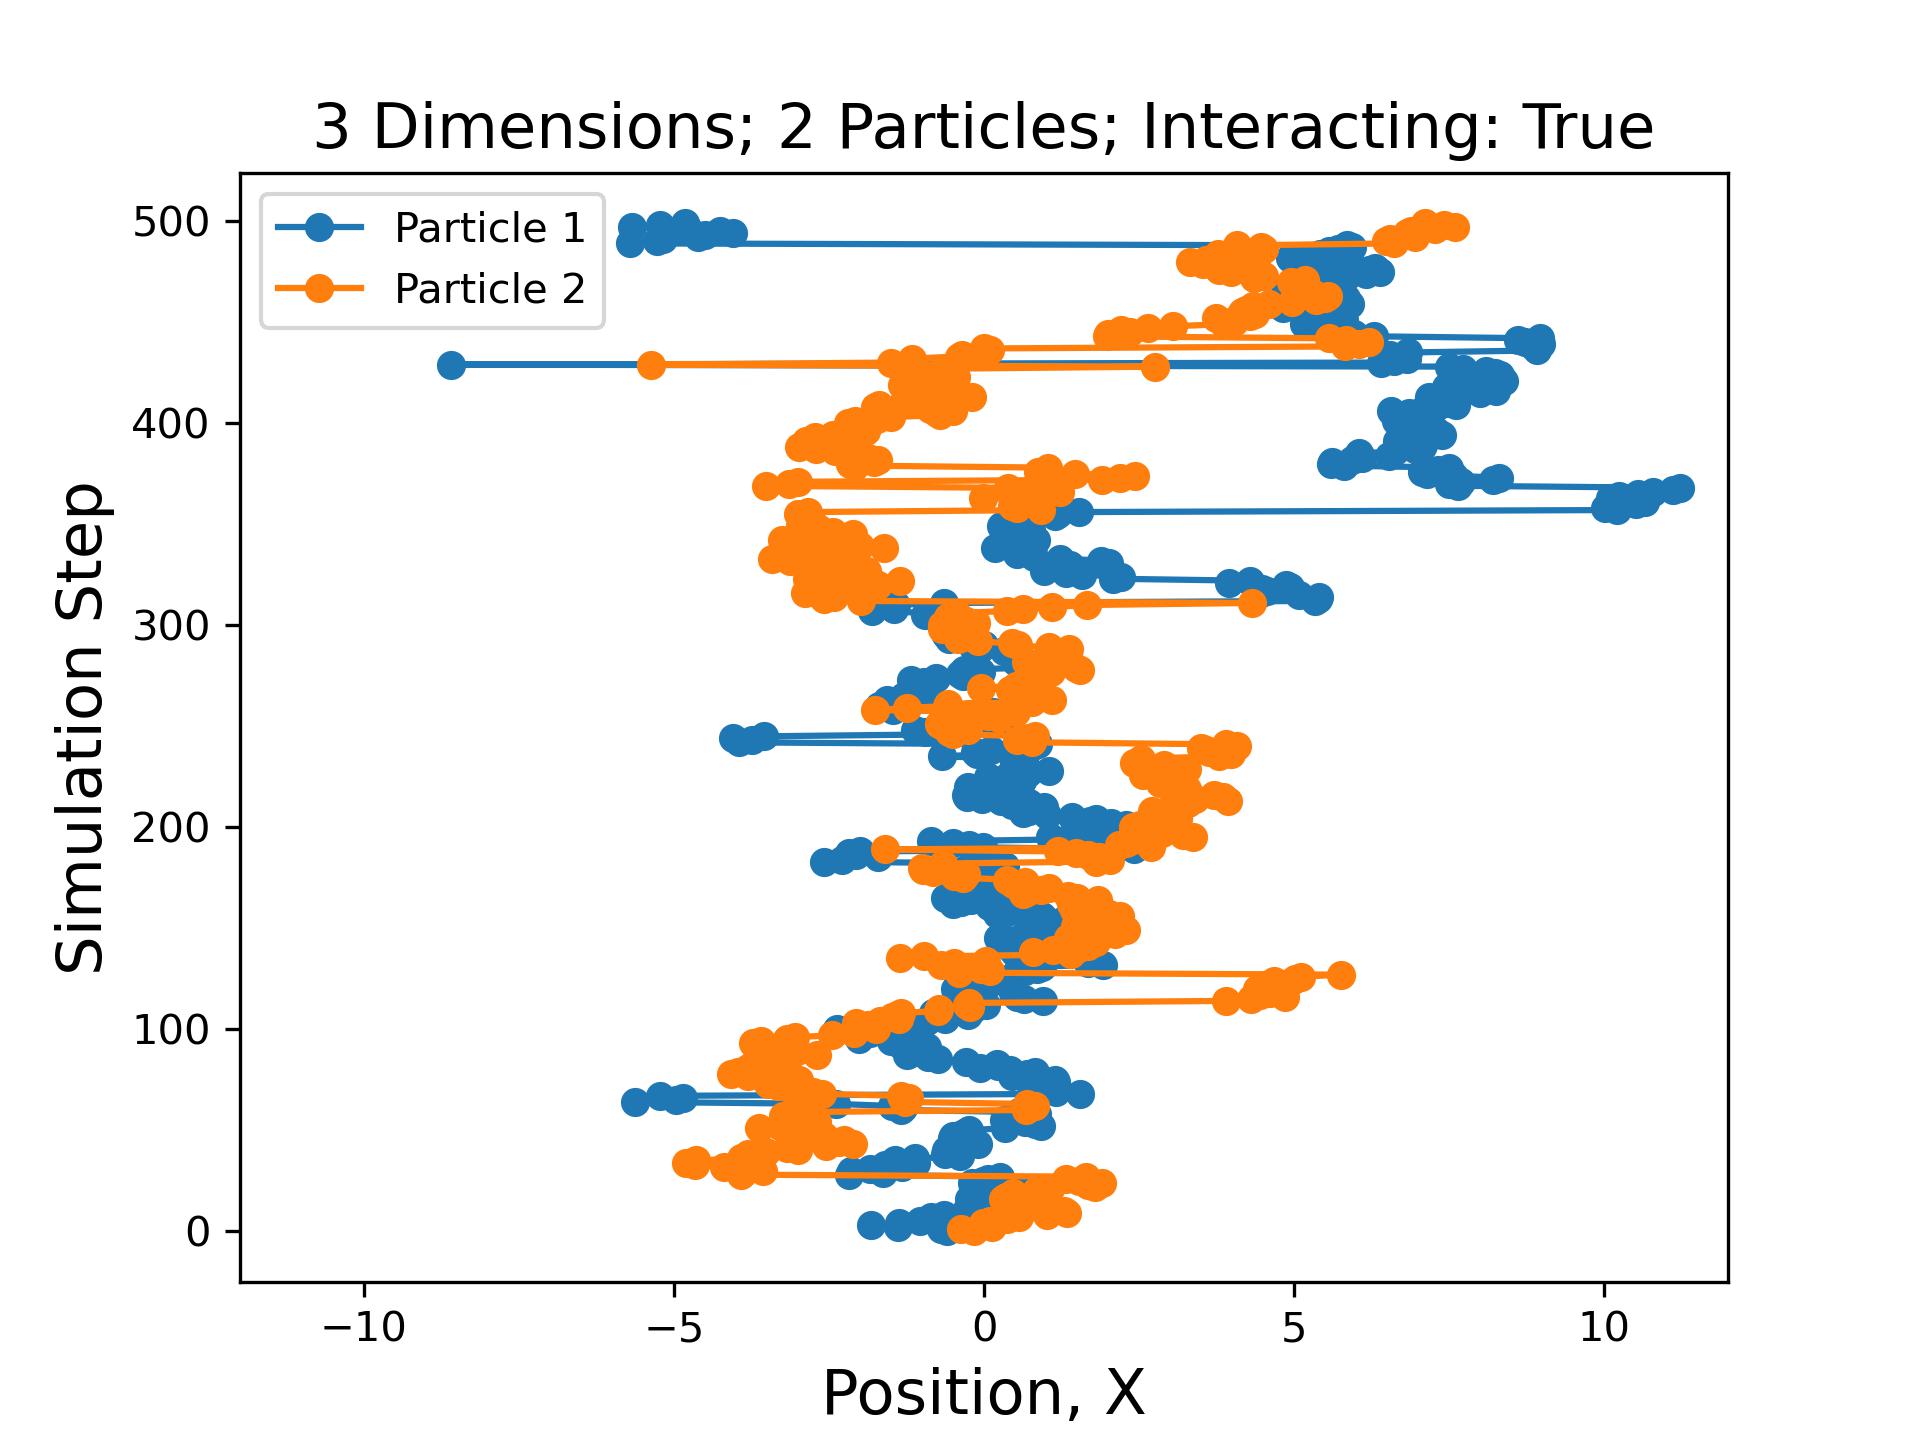 3 Dimensions; 2 Particles; Interacting: True
Particle 1
Particle 2
Simulation Step
500
400
300
200
100
0
−10
−5
0
5
10
Position, X